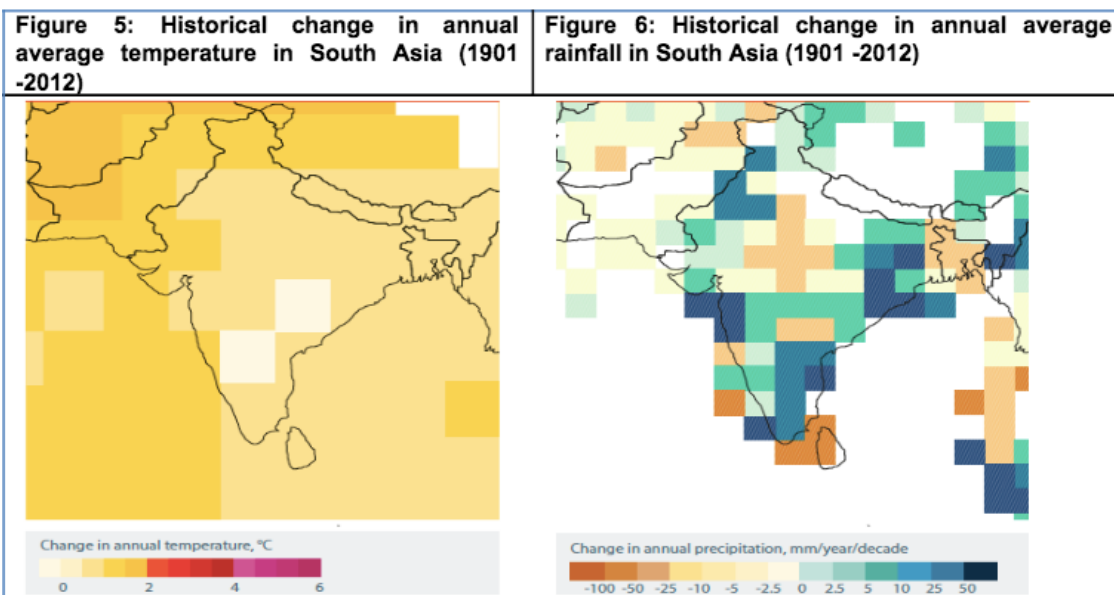 Figure 5: Historical change in annual
average temperature in South Asia (1901
-2012)
Figure 6: Historical change in annual average
rainfall in South Asia (1901 -2012)
Change in annual temperature, °C
0 2 4 6
Change in annual precipitation, mm/year/decade
-100 -50 -25 -10 -5 -2.5 0 2.5 5 10 25 50